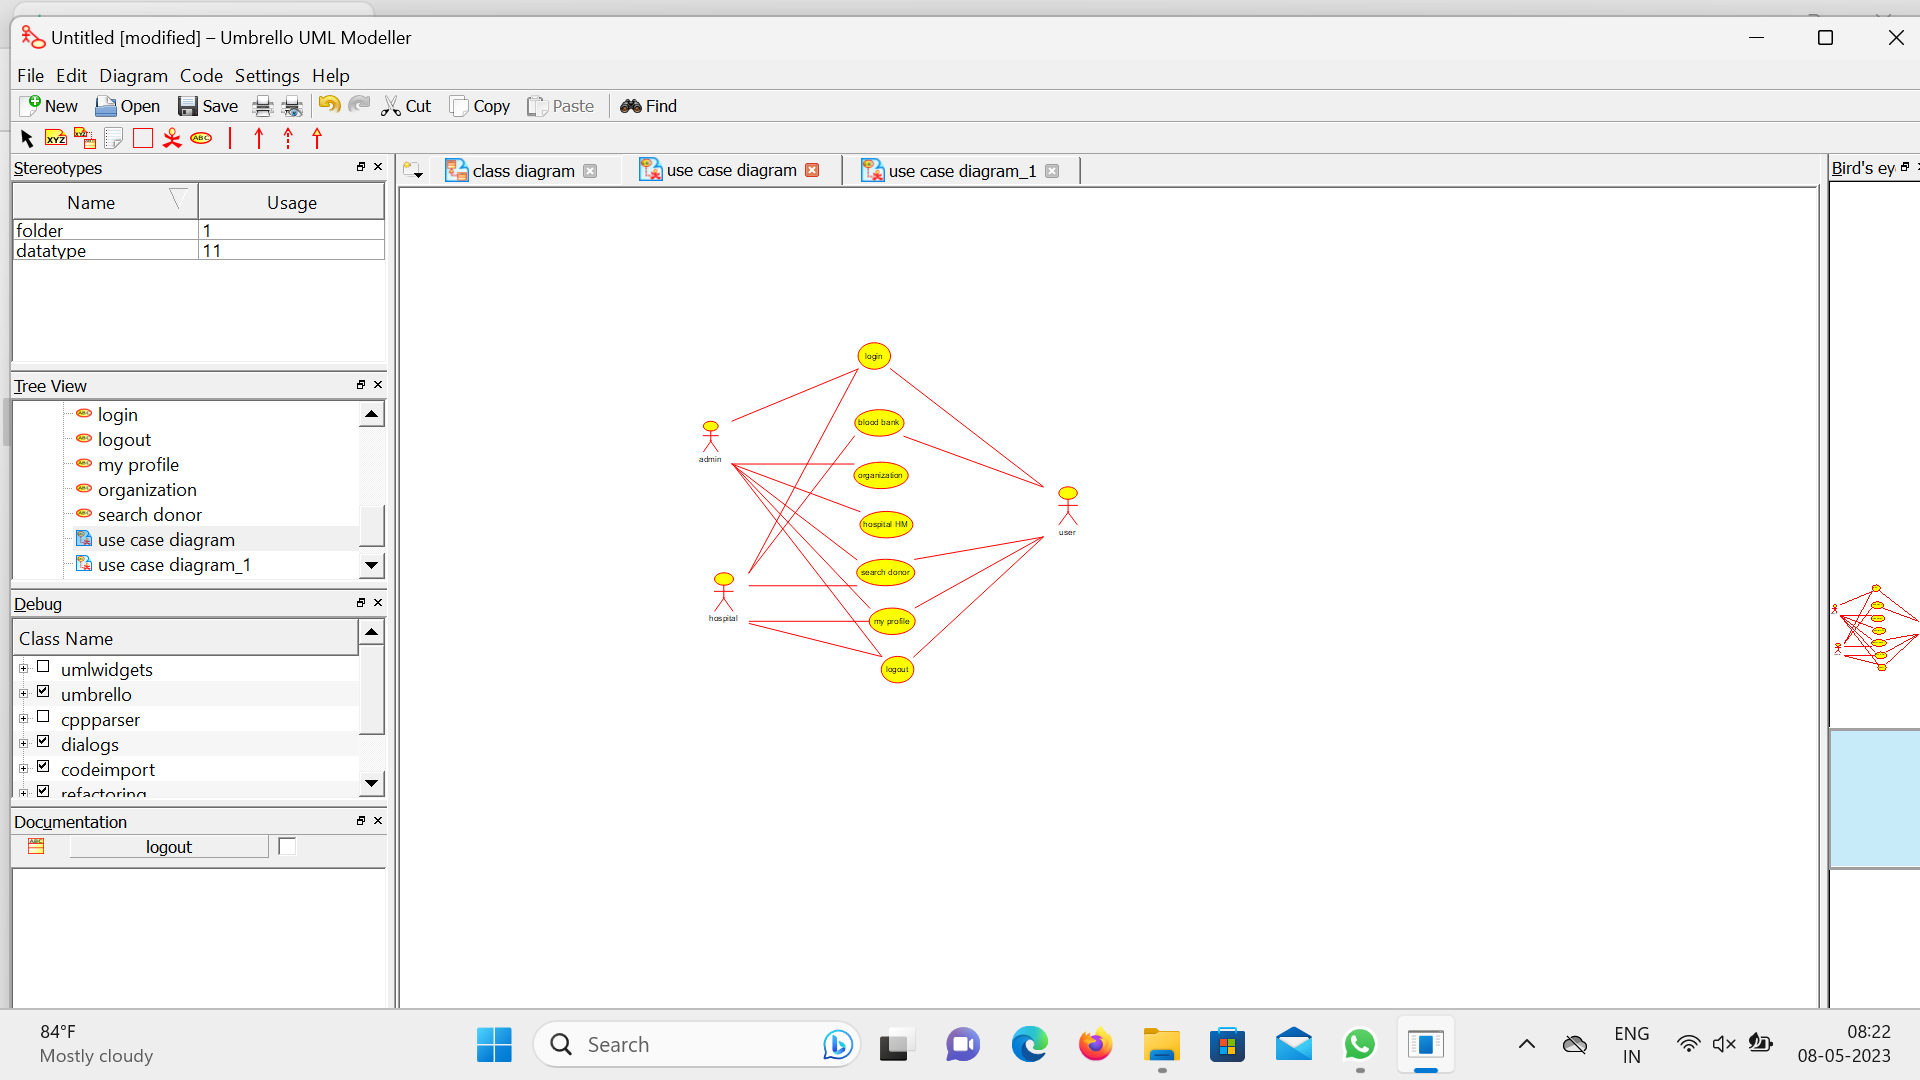 Untitled [modified] – Umbrello UML Modeller
File Edit Diagram Code Settings Help
New Open Save Cut Copy Paste Find
XYZ XYZ ABC
Stereotypes
Name Usage
folder 1
datatype 11
Tree View
login
logout
my profile
organization
search donor
use case diagram
use case diagram_1
Debug
Class Name
umlwidgets
umbrello
cppparser
dialogs
codeimport
refactoring
Documentation
logout
class diagram use case diagram use case diagram_1
Bird's ey
login
blood bank
admin
organization
hospital HM
user
search donor
hospital
my profile
logout
84°F
Mostly cloudy
Search
ENG
IN
08:22
08-05-2023